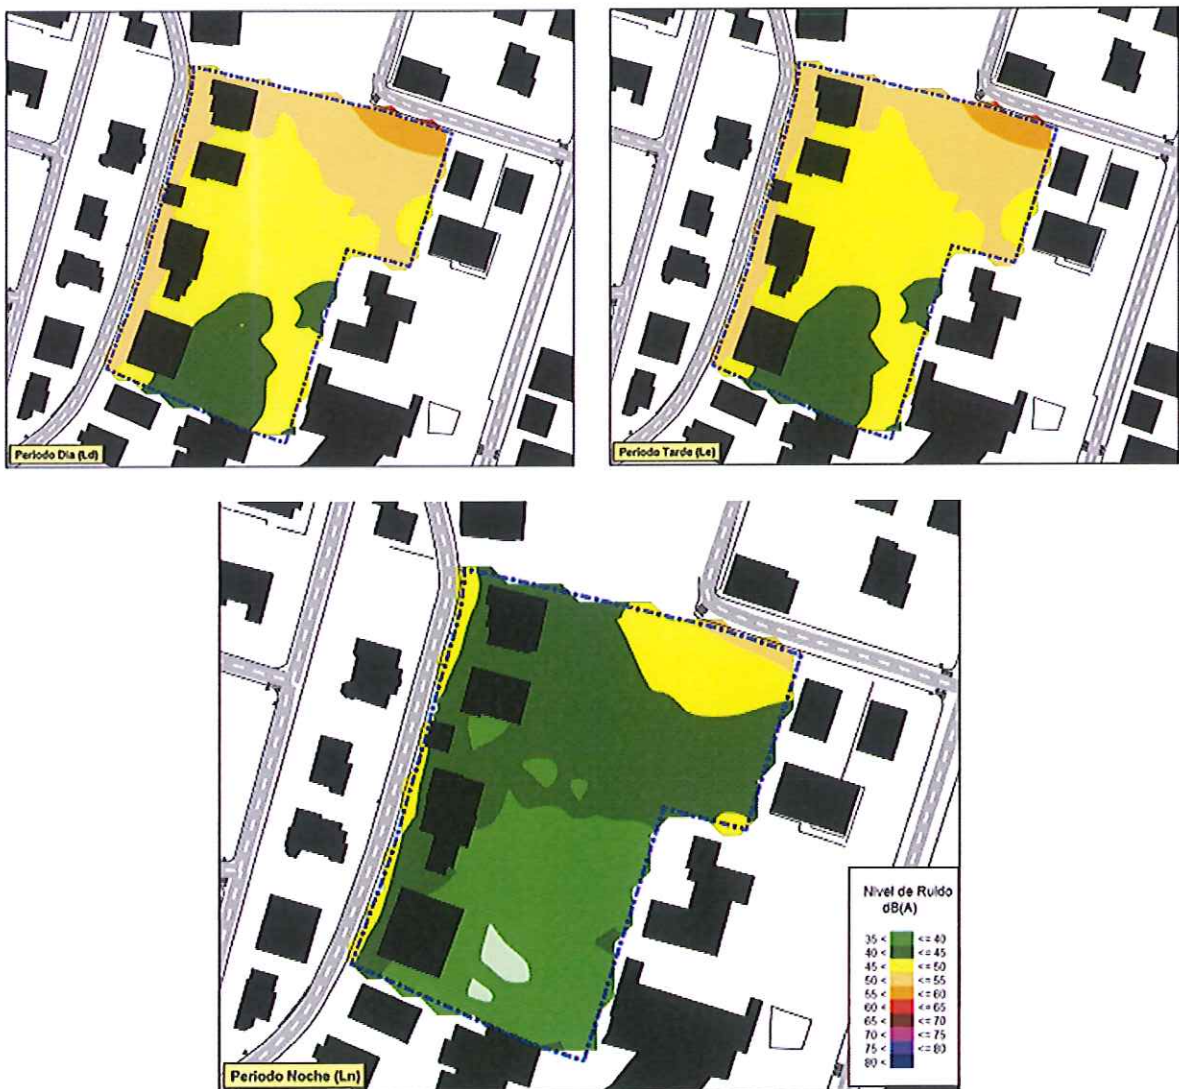 Periodo Dia (Ld)
Periodo Tarde (Le)
Periodo Noche (Ln)
Nivel de Ruido
dB(A)
35 < <= 40
40 < <= 45
45 < <= 50
50 < <= 55
55 < <= 60
60 < <= 65
65 < <= 70
70 < <= 75
75 < <= 80
80 <